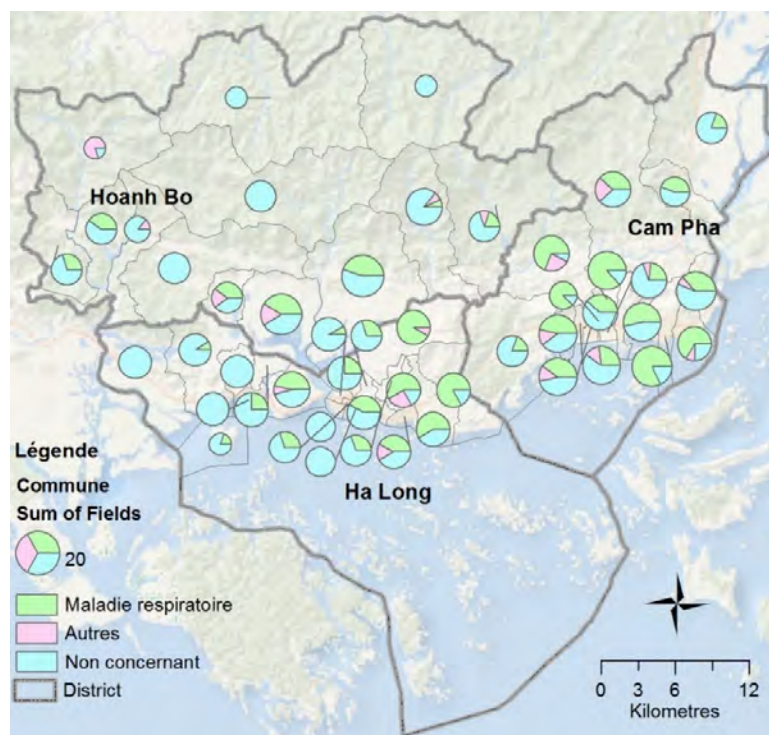 Hoanh Bo
Cam Pha
Ha Long
Légende
Commune
Sum of Fields
20
Maladie respiratoire
Autres
Non concernant
District
0 3 6 12
Kilometres